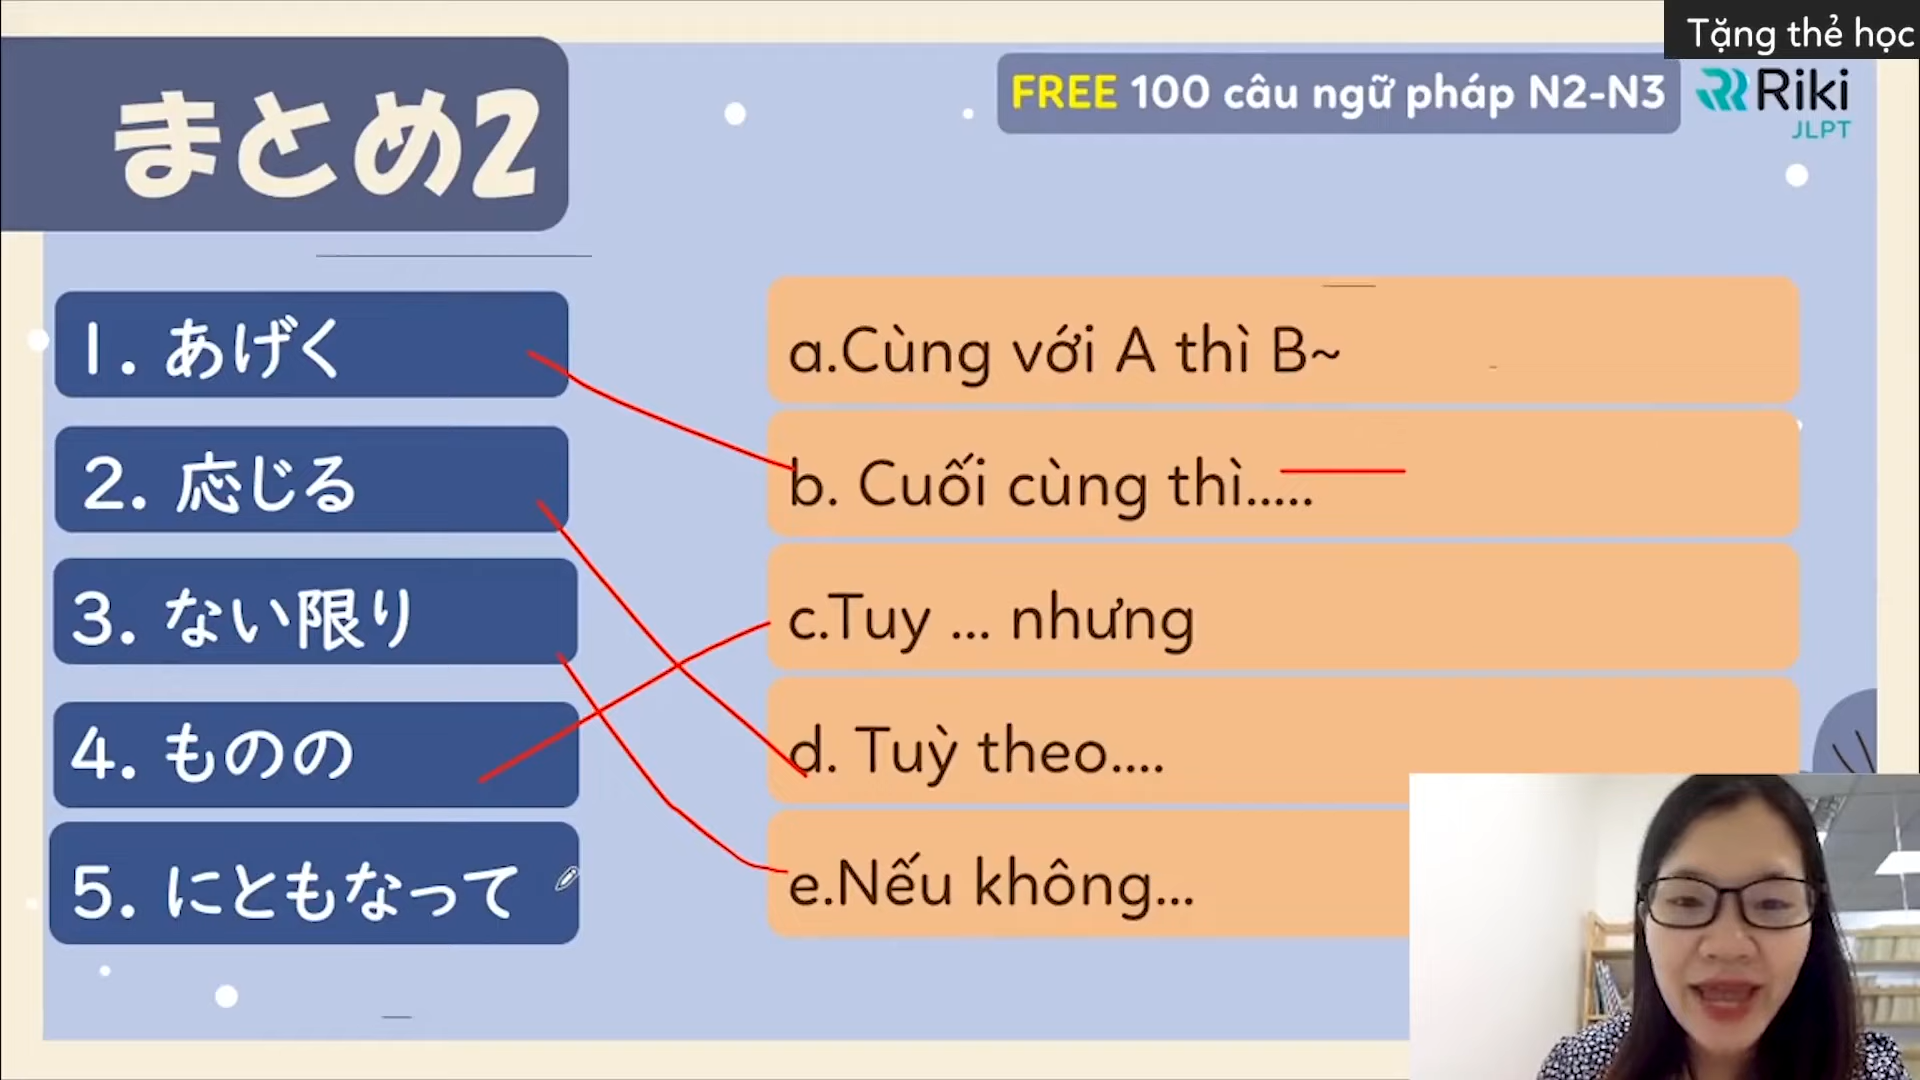 Tặng thẻ học
まとめ2
FREE 100 câu ngữ pháp N2-N3
Riki
JLPT
1. あげく
a.Cùng với A thì B~
2. 応じる
b. Cuối cùng thì.....
3. ない限り
c.Tuy ... nhưng
4. ものの
d. Tuỳ theo....
5. にともなって
e.Nếu không...